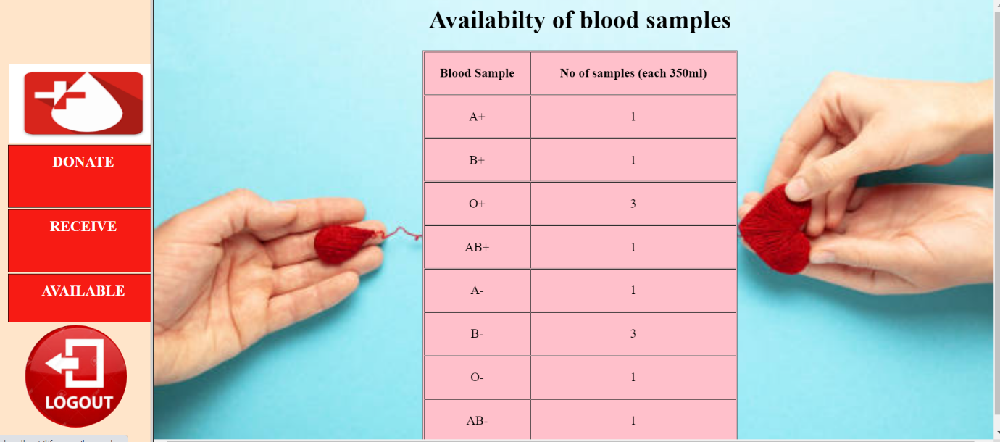 Availabilty of blood samples
Blood Sample No of samples (each 350ml)
A+ 1
B+ 1
O+ 3
AB+ 1
A- 1
B- 3
O- 1
AB- 1
DONATE
RECEIVE
AVAILABLE
LOGOUT